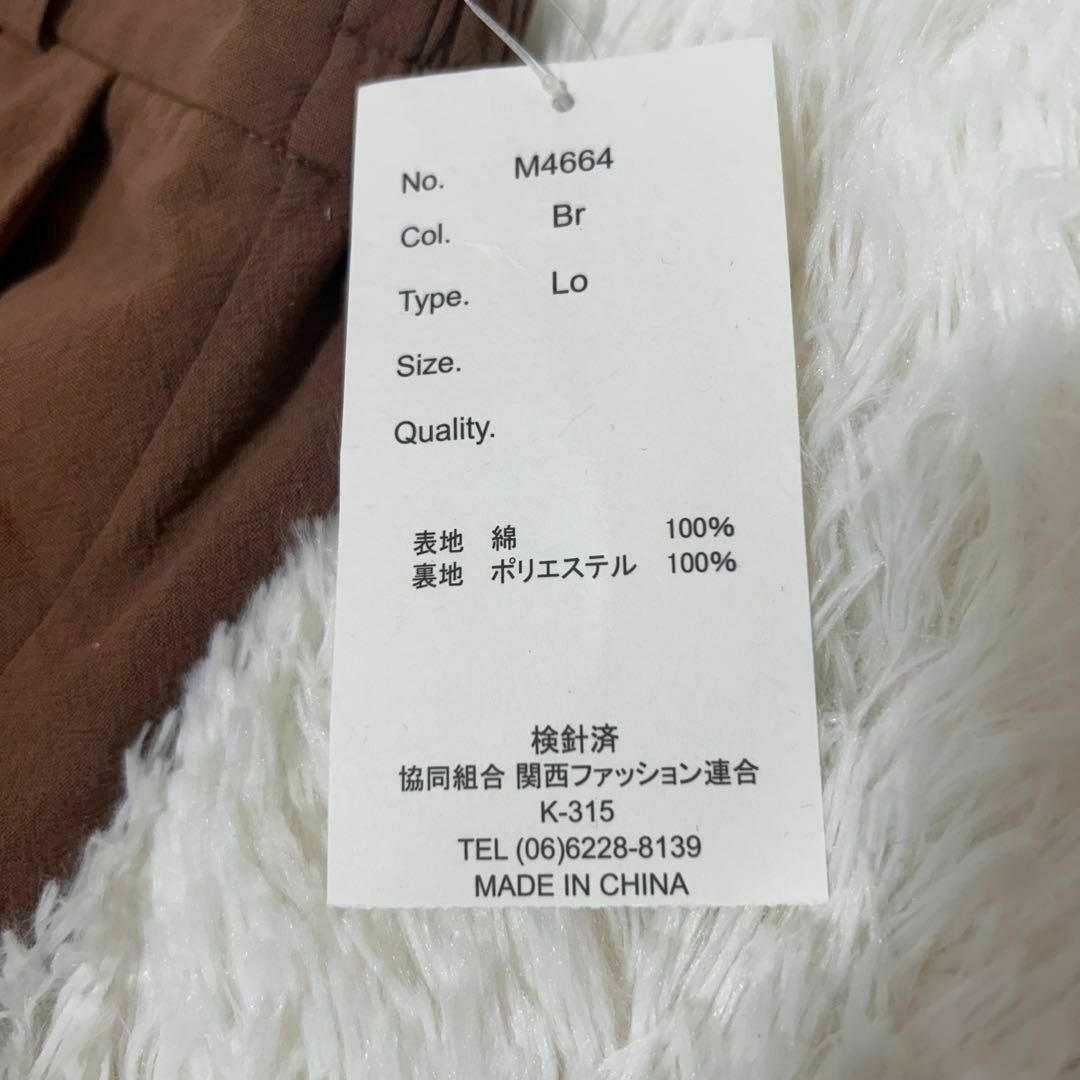 No. M4664
Col. Br
Type. Lo
Size.
Quality.
表地 綿 100%
裏地 ポリエステル 100%
検針済
協同組合 関西ファッション連合
K-315
TEL (06)6228-8139
MADE IN CHINA